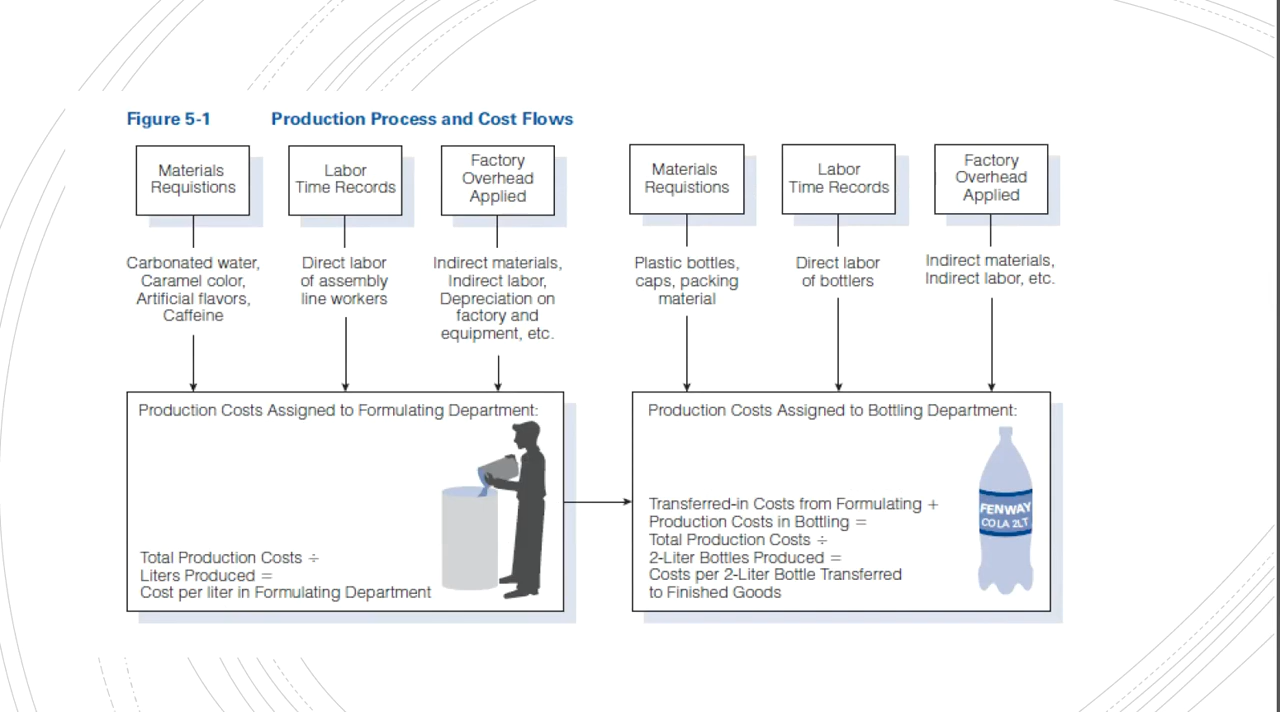 Figure 5-1 Production Process and Cost Flows
Materials
Requistions
Labor
Time Records
Factory
Overhead
Applied
Materials
Requistions
Labor
Time Records
Factory
Overhead
Applied
Carbonated water,
Caramel color,
Artificial flavors,
Caffeine
Direct labor
of assembly
line workers
Indirect materials,
Indirect labor,
Depreciation on
factory and
equipment, etc.
Plastic bottles,
caps, packing
material
Direct labor
of bottlers
Indirect materials,
Indirect labor, etc.
Production Costs Assigned to Formulating Department:
Total Production Costs ÷
Liters Produced =
Cost per liter in Formulating Department
Production Costs Assigned to Bottling Department:
Transferred-in Costs from Formulating +
Production Costs in Bottling =
Total Production Costs ÷
2-Liter Bottles Produced =
Costs per 2-Liter Bottle Transferred
to Finished Goods
FENWAY
COLA 2LT